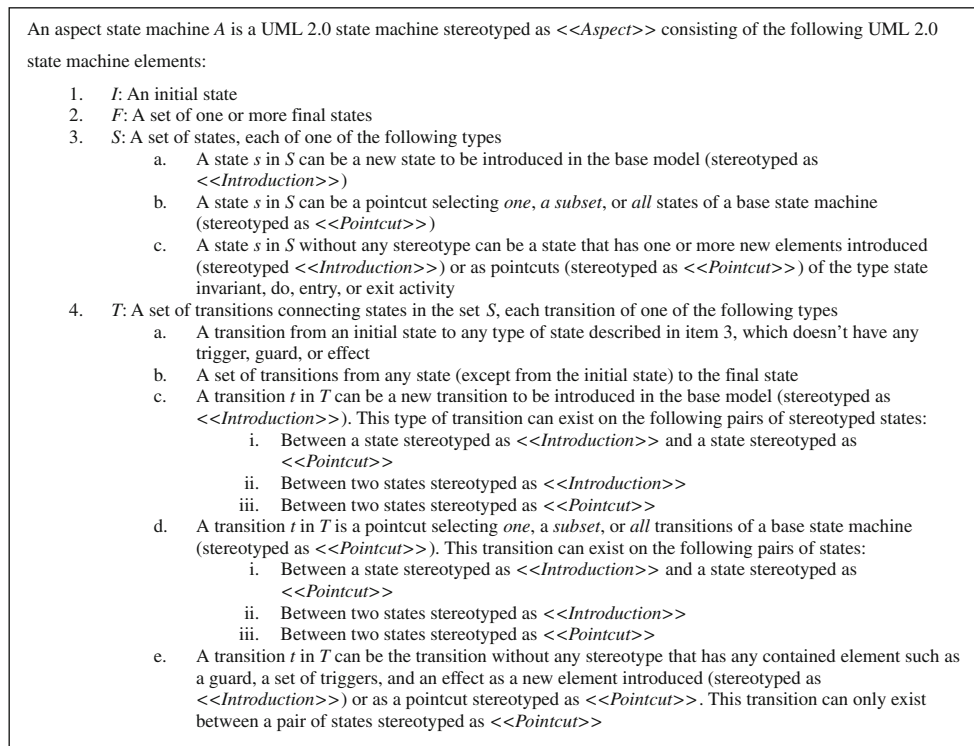 An aspect state machine A is a UML 2.0 state machine stereotyped as <<Aspect>> consisting of the following UML 2.0
state machine elements:
1. I: An initial state
2. F: A set of one or more final states
3. S: A set of states, each of one of the following types
a. A state s in S can be a new state to be introduced in the base model (stereotyped as
<<Introduction>>)
b. A state s in S can be a pointcut selecting one, a subset, or all states of a base state machine
(stereotyped as <<Pointcut>>)
c. A state s in S without any stereotype can be a state that has one or more new elements introduced
(stereotyped <<Introduction>>) or as pointcuts (stereotyped as <<Pointcut>>) of the type state
invariant, do, entry, or exit activity
4. T: A set of transitions connecting states in the set S, each transition of one of the following types
a. A transition from an initial state to any type of state described in item 3, which doesn't have any
trigger, guard, or effect
b. A set of transitions from any state (except from the initial state) to the final state
c. A transition t in T can be a new transition to be introduced in the base model (stereotyped as
<<Introduction>>). This type of transition can exist on the following pairs of stereotyped states:
i. Between a state stereotyped as <<Introduction>> and a state stereotyped as
<<Pointcut>>
ii. Between two states stereotyped as <<Introduction>>
iii. Between two states stereotyped as <<Pointcut>>
d. A transition t in T is a pointcut selecting one, a subset, or all transitions of a base state machine
(stereotyped as <<Pointcut>>). This transition can exist on the following pairs of states:
i. Between a state stereotyped as <<Introduction>> and a state stereotyped as
<<Pointcut>>
ii. Between two states stereotyped as <<Introduction>>
iii. Between two states stereotyped as <<Pointcut>>
e. A transition t in T can be the transition without any stereotype that has any contained element such as
a guard, a set of triggers, and an effect as a new element introduced (stereotyped as
<<Introduction>>) or as a pointcut stereotyped as <<Pointcut>>. This transition can only exist
between a pair of states stereotyped as <<Pointcut>>